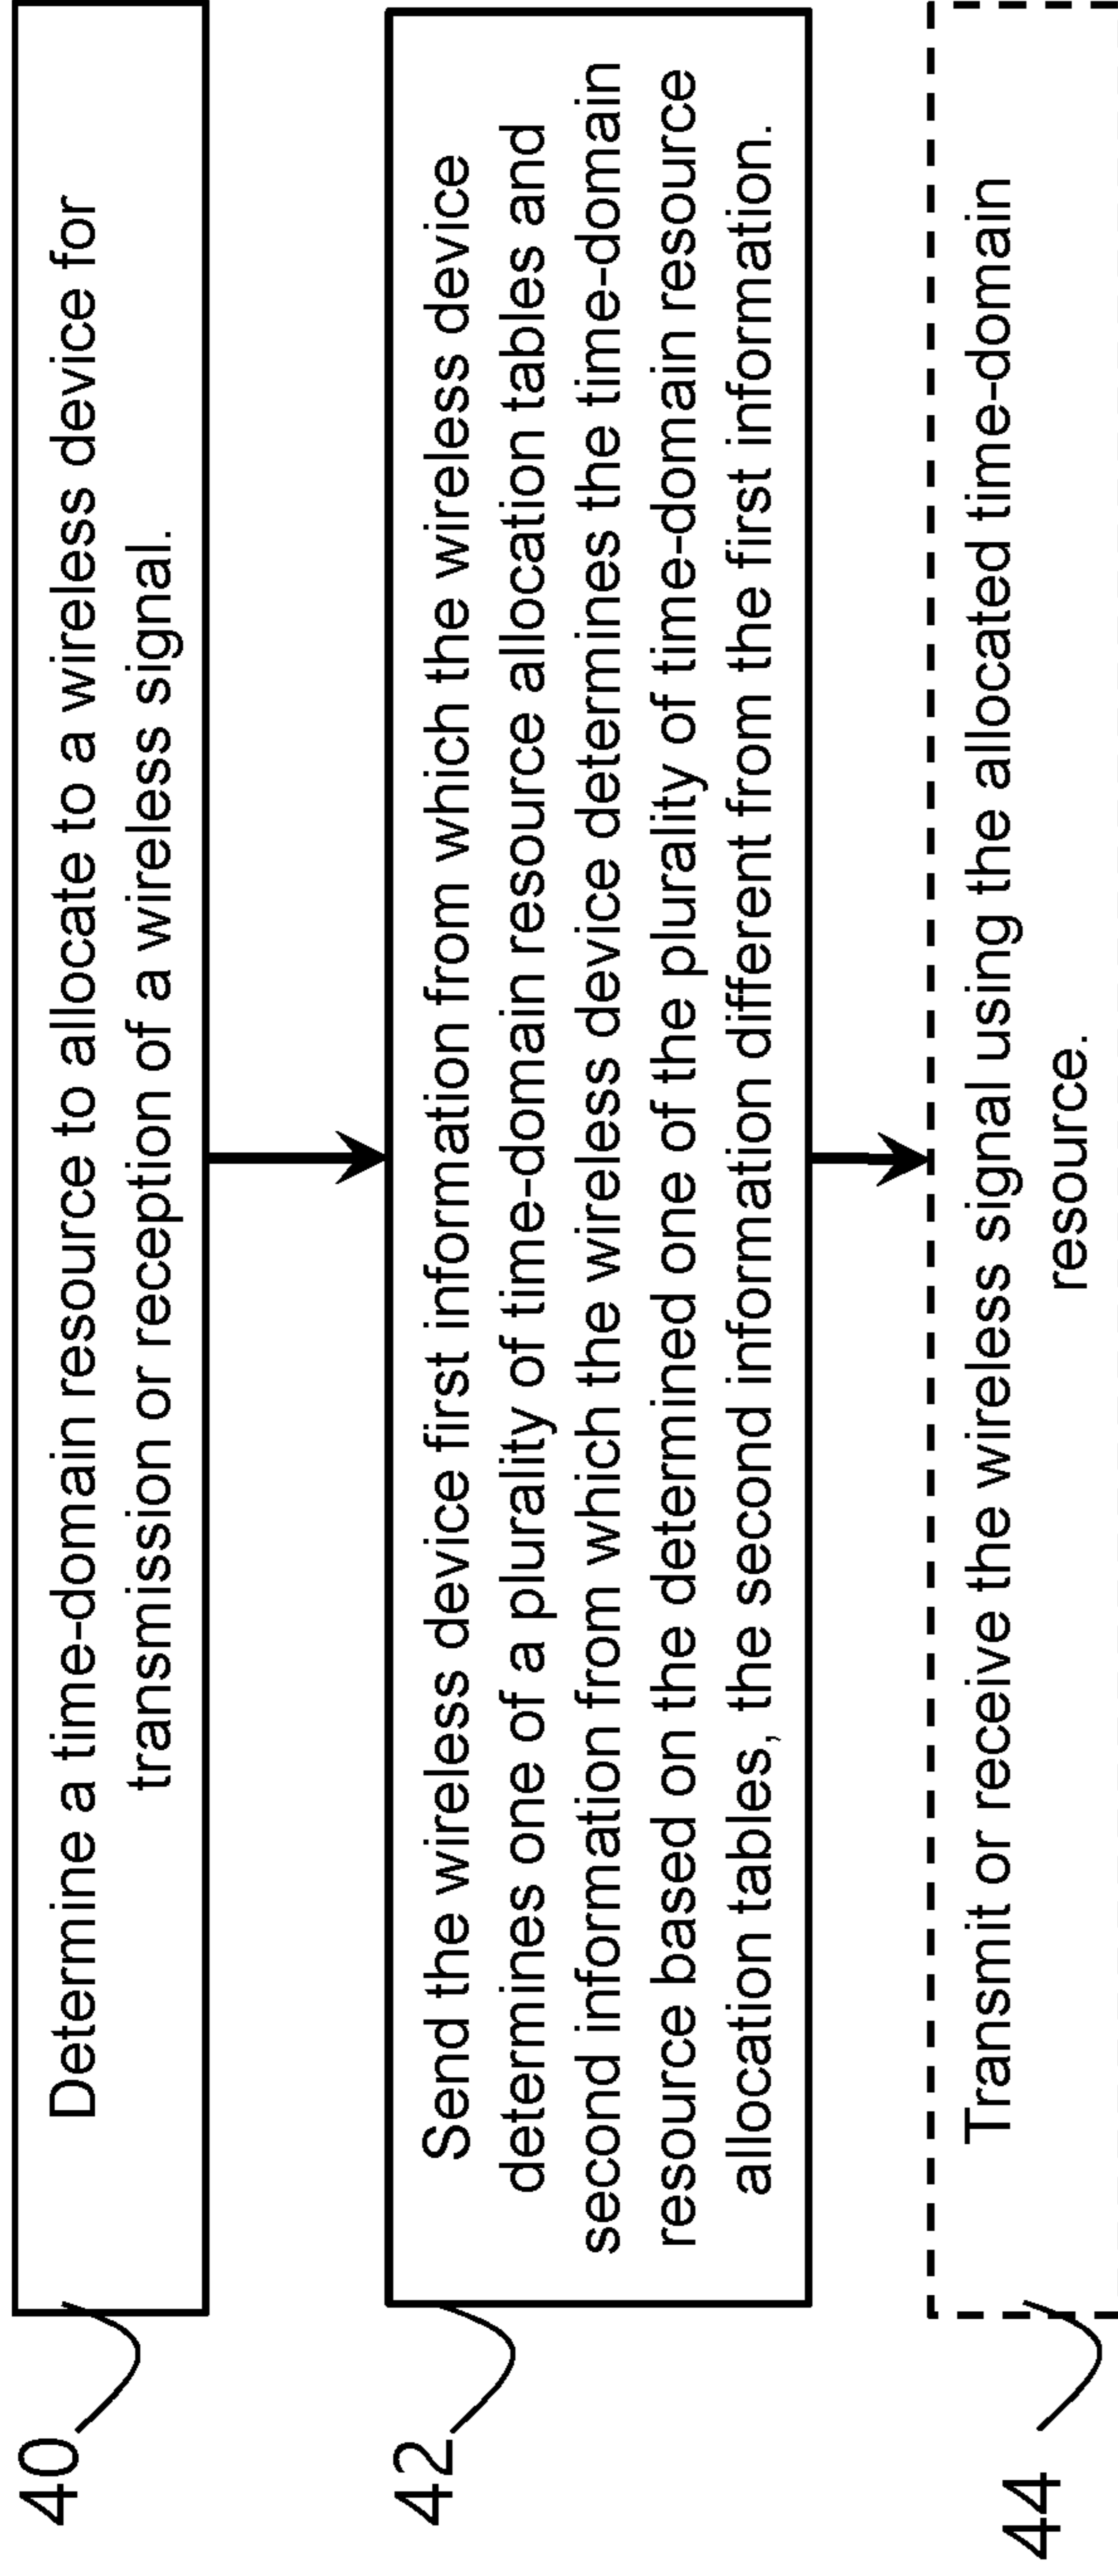 40
Determine a time-domain resource to allocate to a wireless device for
transmission or reception of a wireless signal.
42
Send the wireless device first information from which the wireless device
determines one of a plurality of time-domain resource allocation tables and
second information from which the wireless device determines the time-domain
resource based on the determined one of the plurality of time-domain resource
allocation tables, the second information different from the first information.
44
Transmit or receive the wireless signal using the allocated time-domain
resource.